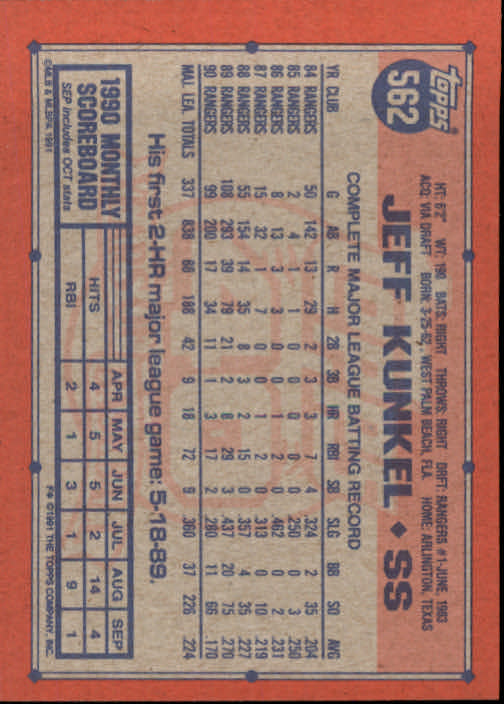 topps
562
HT: 6'2" WT: 190 BATS: RIGHT THROWS: RIGHT DRFT: RANGERS #1-JUNE, 1983
ACQ: VIA DRAFT BORN: 3-25-62, WEST PALM BEACH, FLA. HOME: ARLINGTON, TEXAS
JEFF KUNKEL ♦ SS
COMPLETE MAJOR LEAGUE BATTING RECORD
YR CLUB G AB R H 2B 3B HR RBI SB SLG BB SO AVG
84 RANGERS 50 142 13 29 2 3 3 7 4 .324 2 35 .204
85 RANGERS 2 4 1 1 0 0 0 0 0 .250 0 3 .250
86 RANGERS 8 13 3 3 0 0 1 2 0 .462 0 2 .231
87 RANGERS 15 32 1 7 0 0 1 2 0 .313 0 10 .219
88 RANGERS 55 154 14 35 8 3 2 15 0 .357 4 35 .227
89 RANGERS 108 293 39 79 21 2 8 29 3 .437 20 75 .270
90 RANGERS 99 200 17 34 11 1 3 17 2 .280 11 66 .170
MAJ. LEA. TOTALS 337 838 88 188 42 9 18 72 9 .360 37 226 .224
His first 2-HR major league game: 5-18-89.
1990 MONTHLY
SCOREBOARD
SEP includes OCT stats
APR MAY JUN JUL AUG SEP
HITS 4 5 5 2 14 4
RBI 2 1 3 1 9 1
©MLB & MLBPA 1991
F* ©1991 THE TOPPS COMPANY, INC.